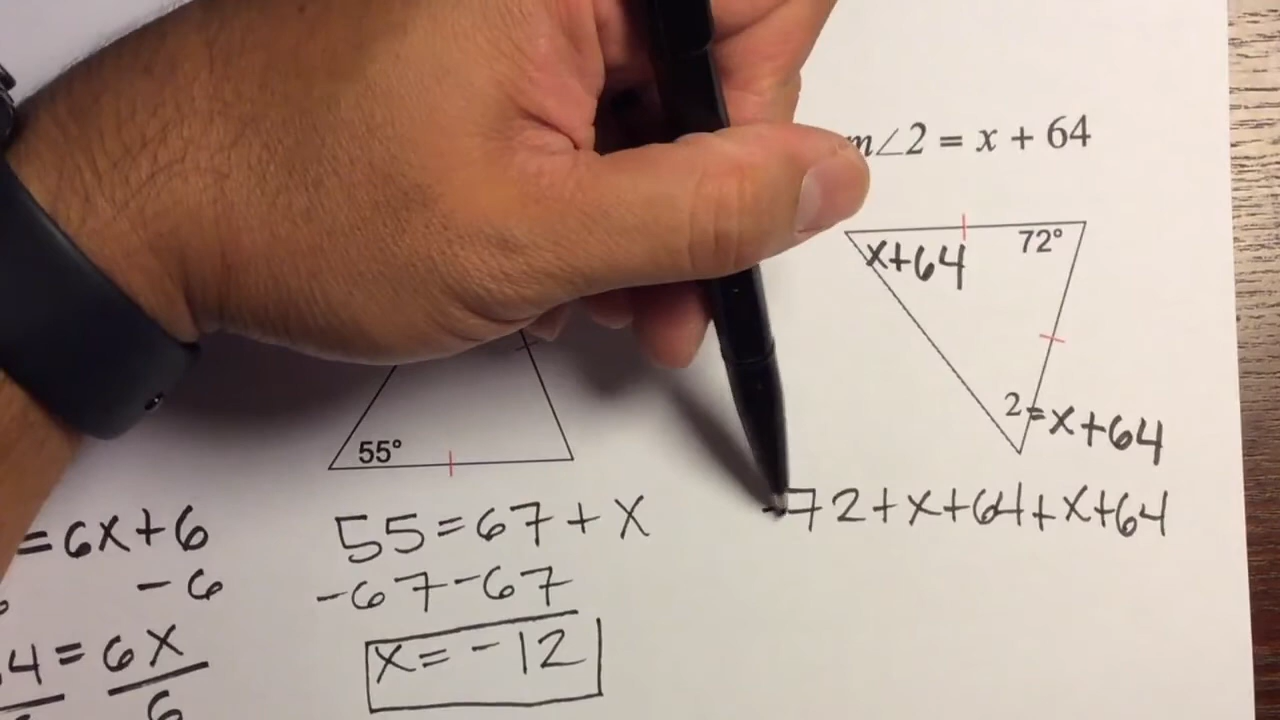 m∠2 = x + 64
x+64
72°
2=x+64
55°
=72+x+64+x+64
=6x+6
-6
4=6x
6
55=67+x
-67-67
x=-12